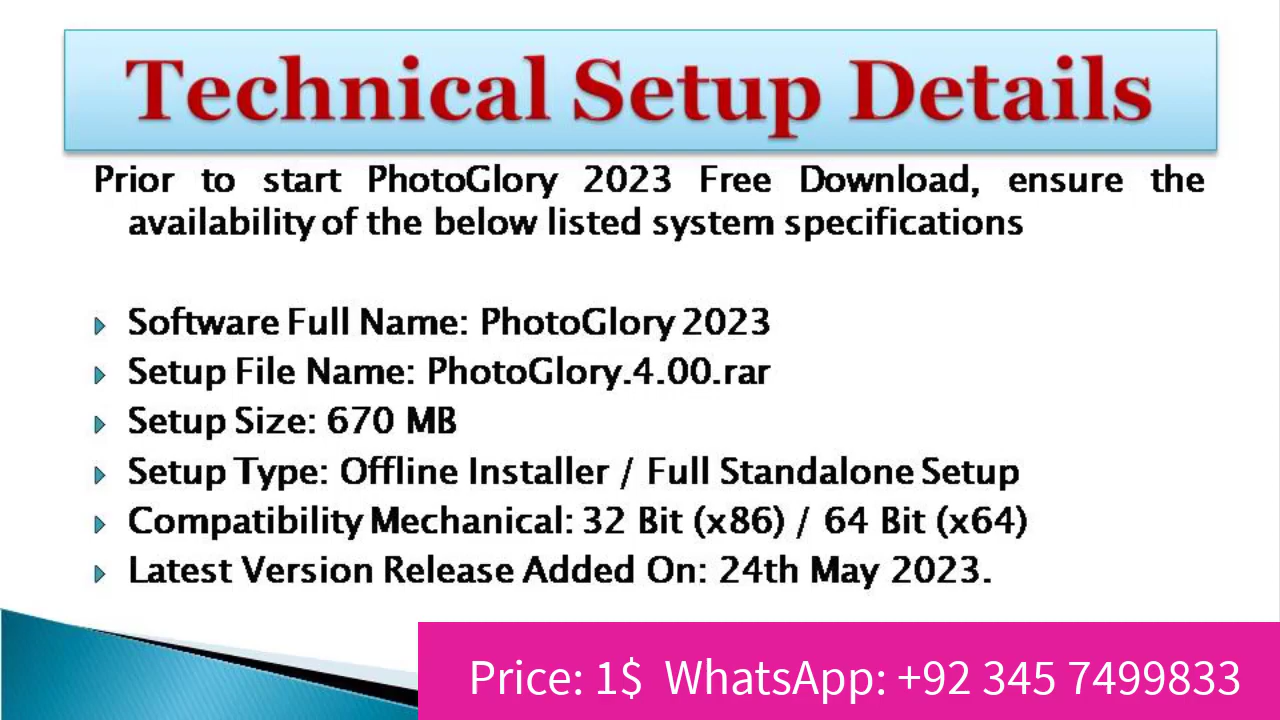 Technical Setup Details
Prior to start PhotoGlory 2023 Free Download, ensure the
availability of the below listed system specifications
Software Full Name: PhotoGlory 2023
Setup File Name: PhotoGlory.4.00.rar
Setup Size: 670 MB
Setup Type: Offline Installer / Full Standalone Setup
Compatibility Mechanical: 32 Bit (x86) / 64 Bit (x64)
Latest Version Release Added On: 24th May 2023.
Price: 1$ WhatsApp: +92 345 7499833